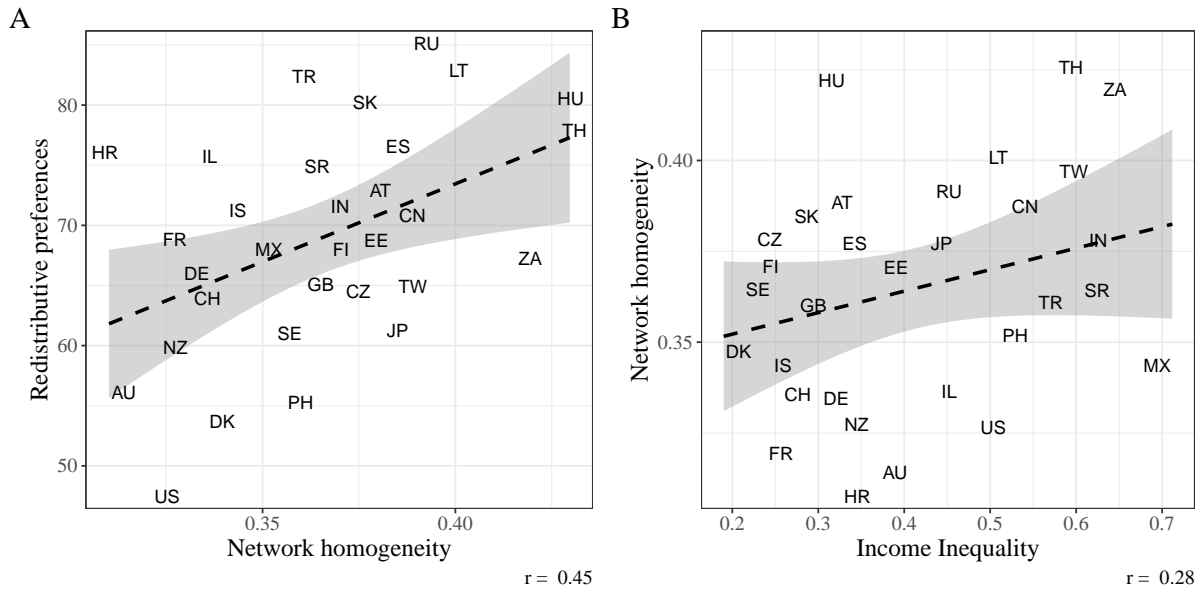 A
Redistributive preferences
80
70
60
50
RU
LT
TR
SK
HU
TH
HR
IL
ES
SR
AT
IS
IN
CN
FR
MX
FI
EE
ZA
DE
CH
GB
CZ
TW
NZ
SE
JP
AU
PH
DK
US
0.35
0.40
Network homogeneity
r = 0.45
B
Network homogeneity
0.40
0.35
TH
HU
ZA
LT
TW
RU
AT
CN
SK
CZ
ES
JP
IN
FI
EE
SE
SR
GB
TR
PH
DK
IS
MX
CH
DE
IL
NZ
US
FR
AU
HR
0.2
0.3
0.4
0.5
0.6
0.7
Income Inequality
r = 0.28